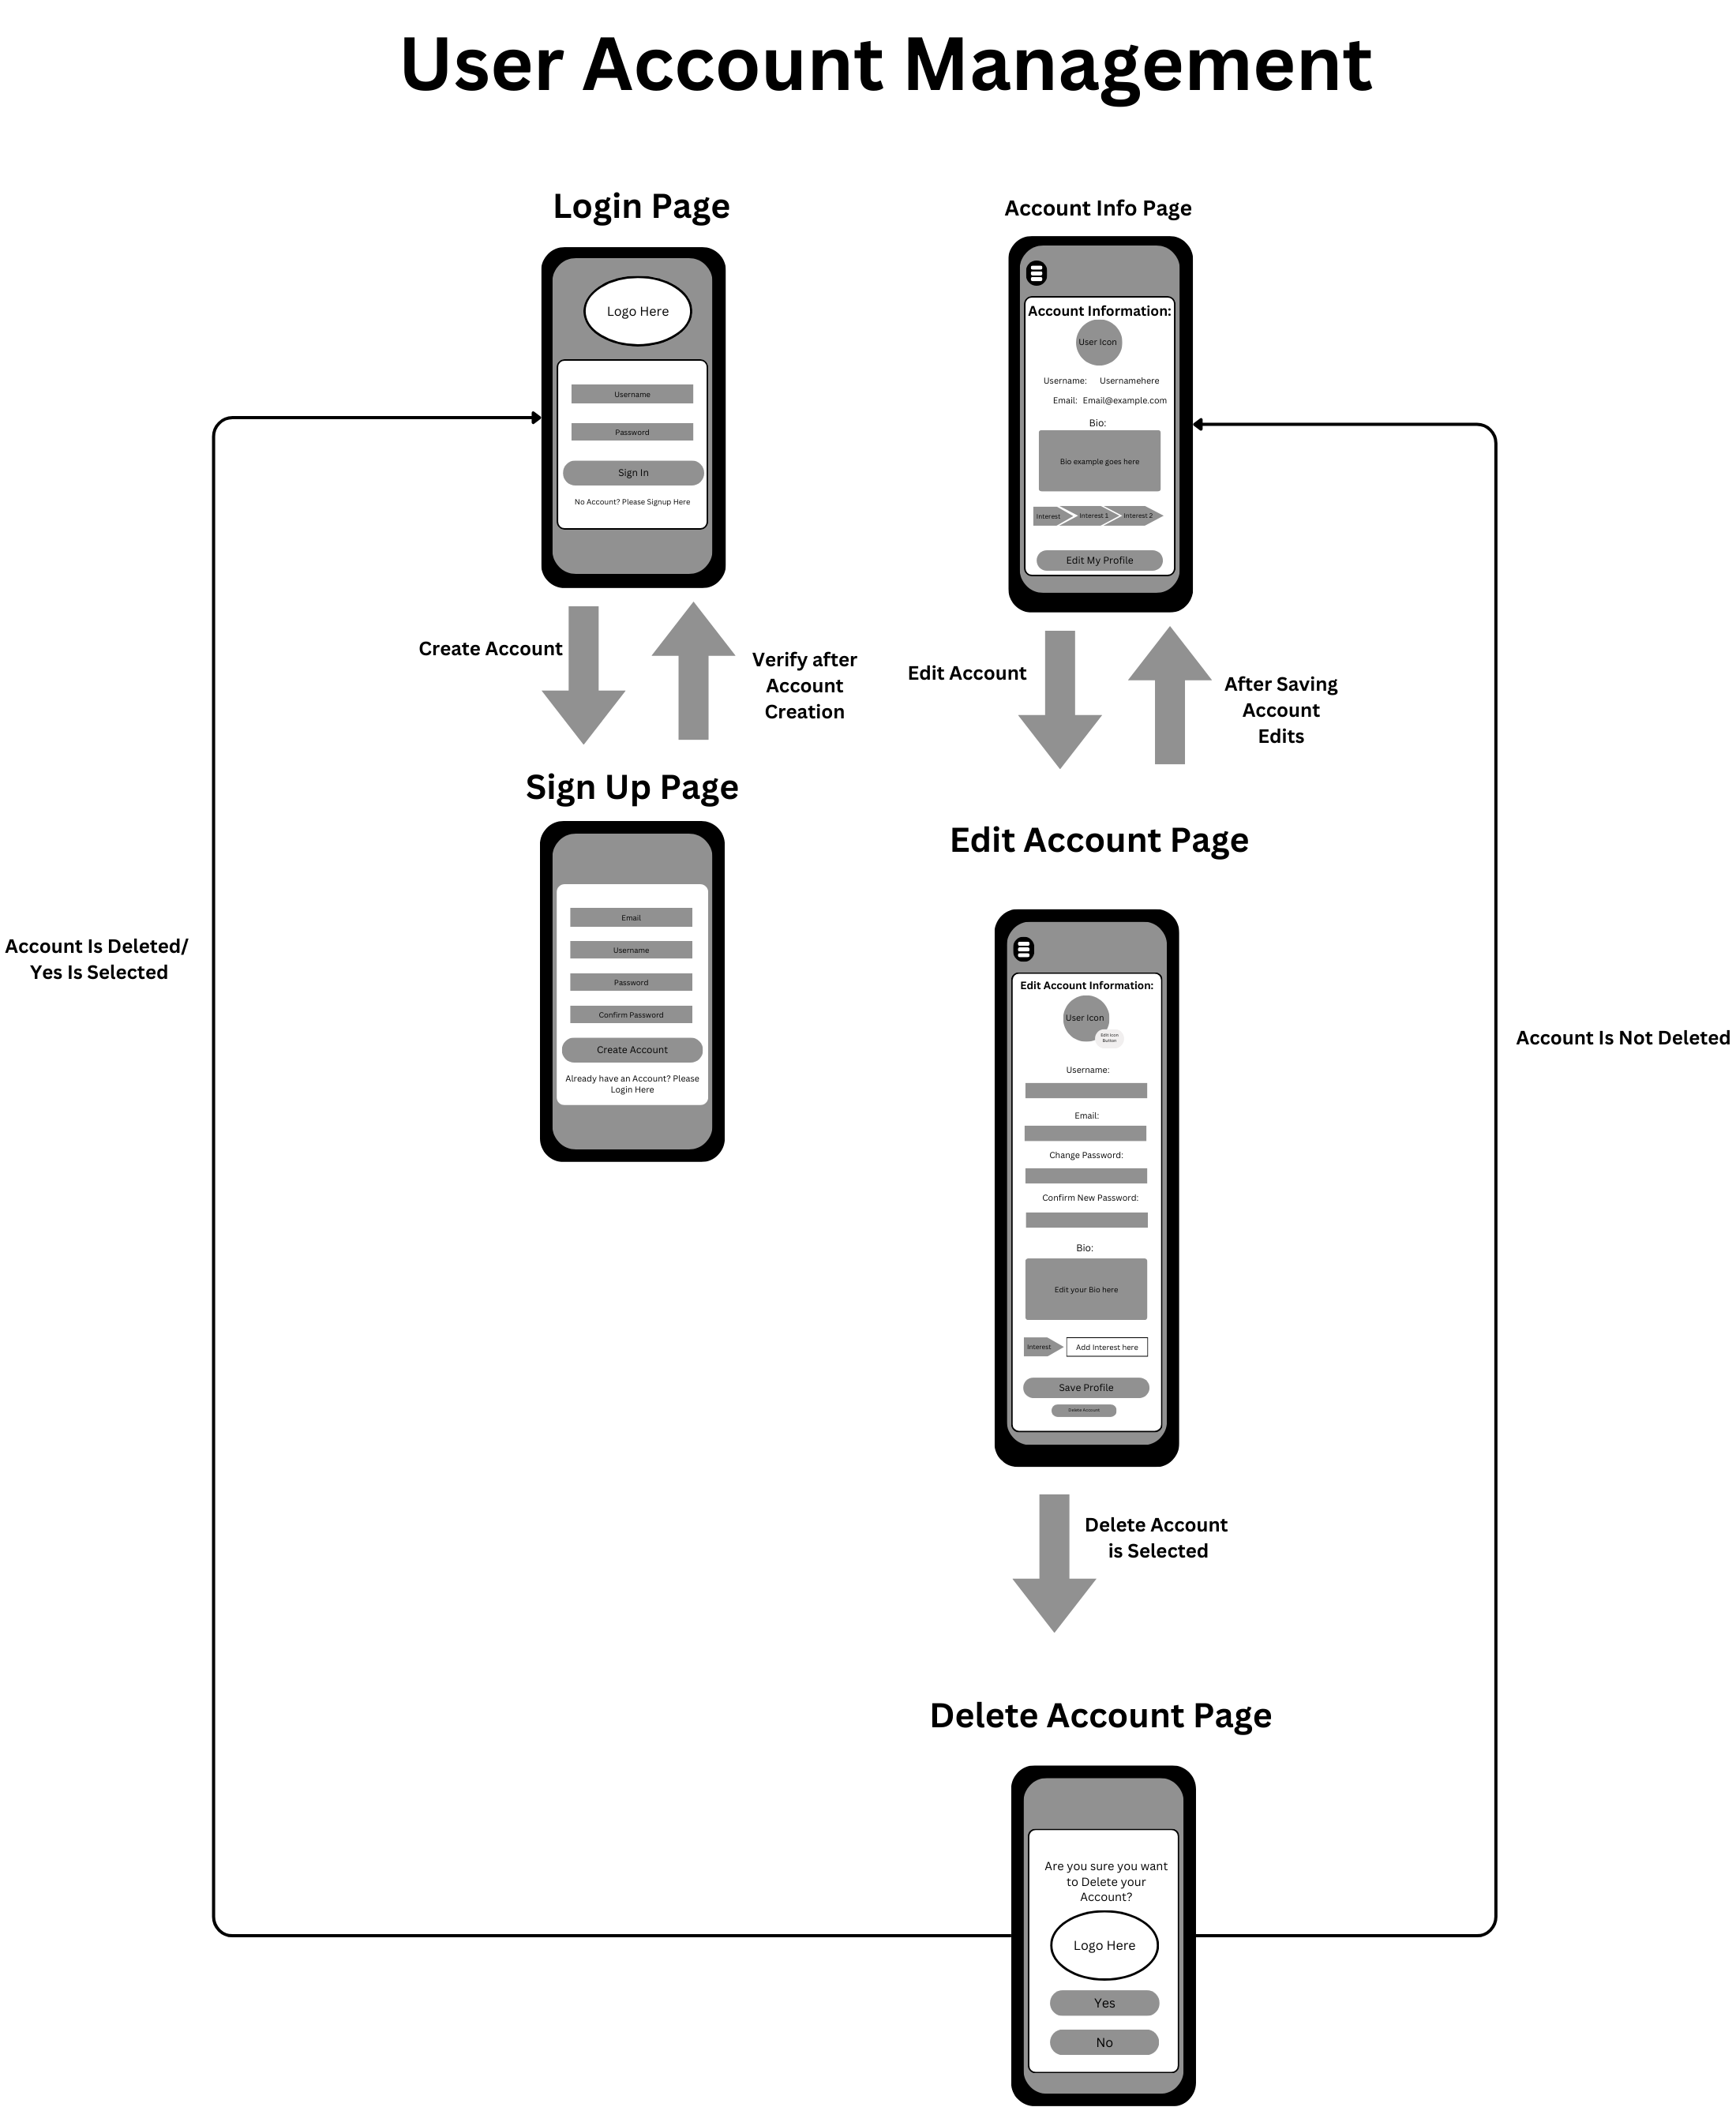 User Account Management
Login Page
Logo Here
Username
Password
Sign In
No Account? Please Signup Here
Create Account
Verify after
Account
Creation
Sign Up Page
Email
Username
Password
Confirm Password
Create Account
Already have an Account? Please
Login Here
Account Is Deleted/
Yes Is Selected
Account Info Page
Account Information:
User Icon
Username: Usernamehere
Email: Email@example.com
Bio:
Bio example goes here
Interest
Interest 1
Interest 2
Edit My Profile
Edit Account
After Saving
Account
Edits
Edit Account Page
Edit Account Information:
User Icon
Edit Icon
Button
Username:
Email:
Change Password:
Confirm New Password:
Bio:
Edit your Bio here
Interest
Add Interest here
Save Profile
Delete Account
Delete Account
is Selected
Account Is Not Deleted
Delete Account Page
Are you sure you want
to Delete your
Account?
Logo Here
Yes
No